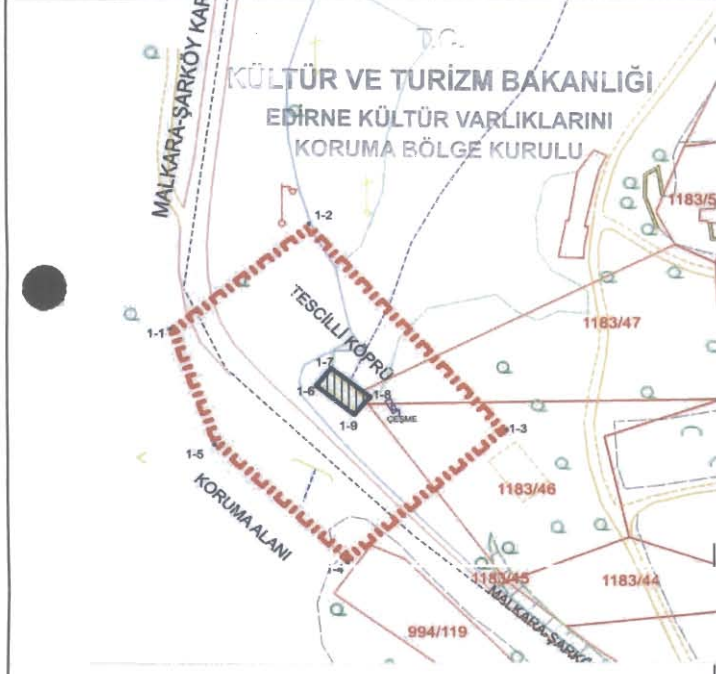 T.C.
KÜLTÜR VE TURİZM BAKANLIĞI
EDİRNE KÜLTÜR VARLIKLARINI
KORUMA BÖLGE KURULU
MALKARA-ŞARKÖY KAR
1183/5
1-2
TESCİLLİ KÖPRÜ
1183/47
1-1
1-7
1-6
1-8
ÇEŞME
1-9
1-3
1-5
KORUMA ALANI
1183/46
1-4
1183/45
1183/44
MALKARA-ŞARKÖ
994/119